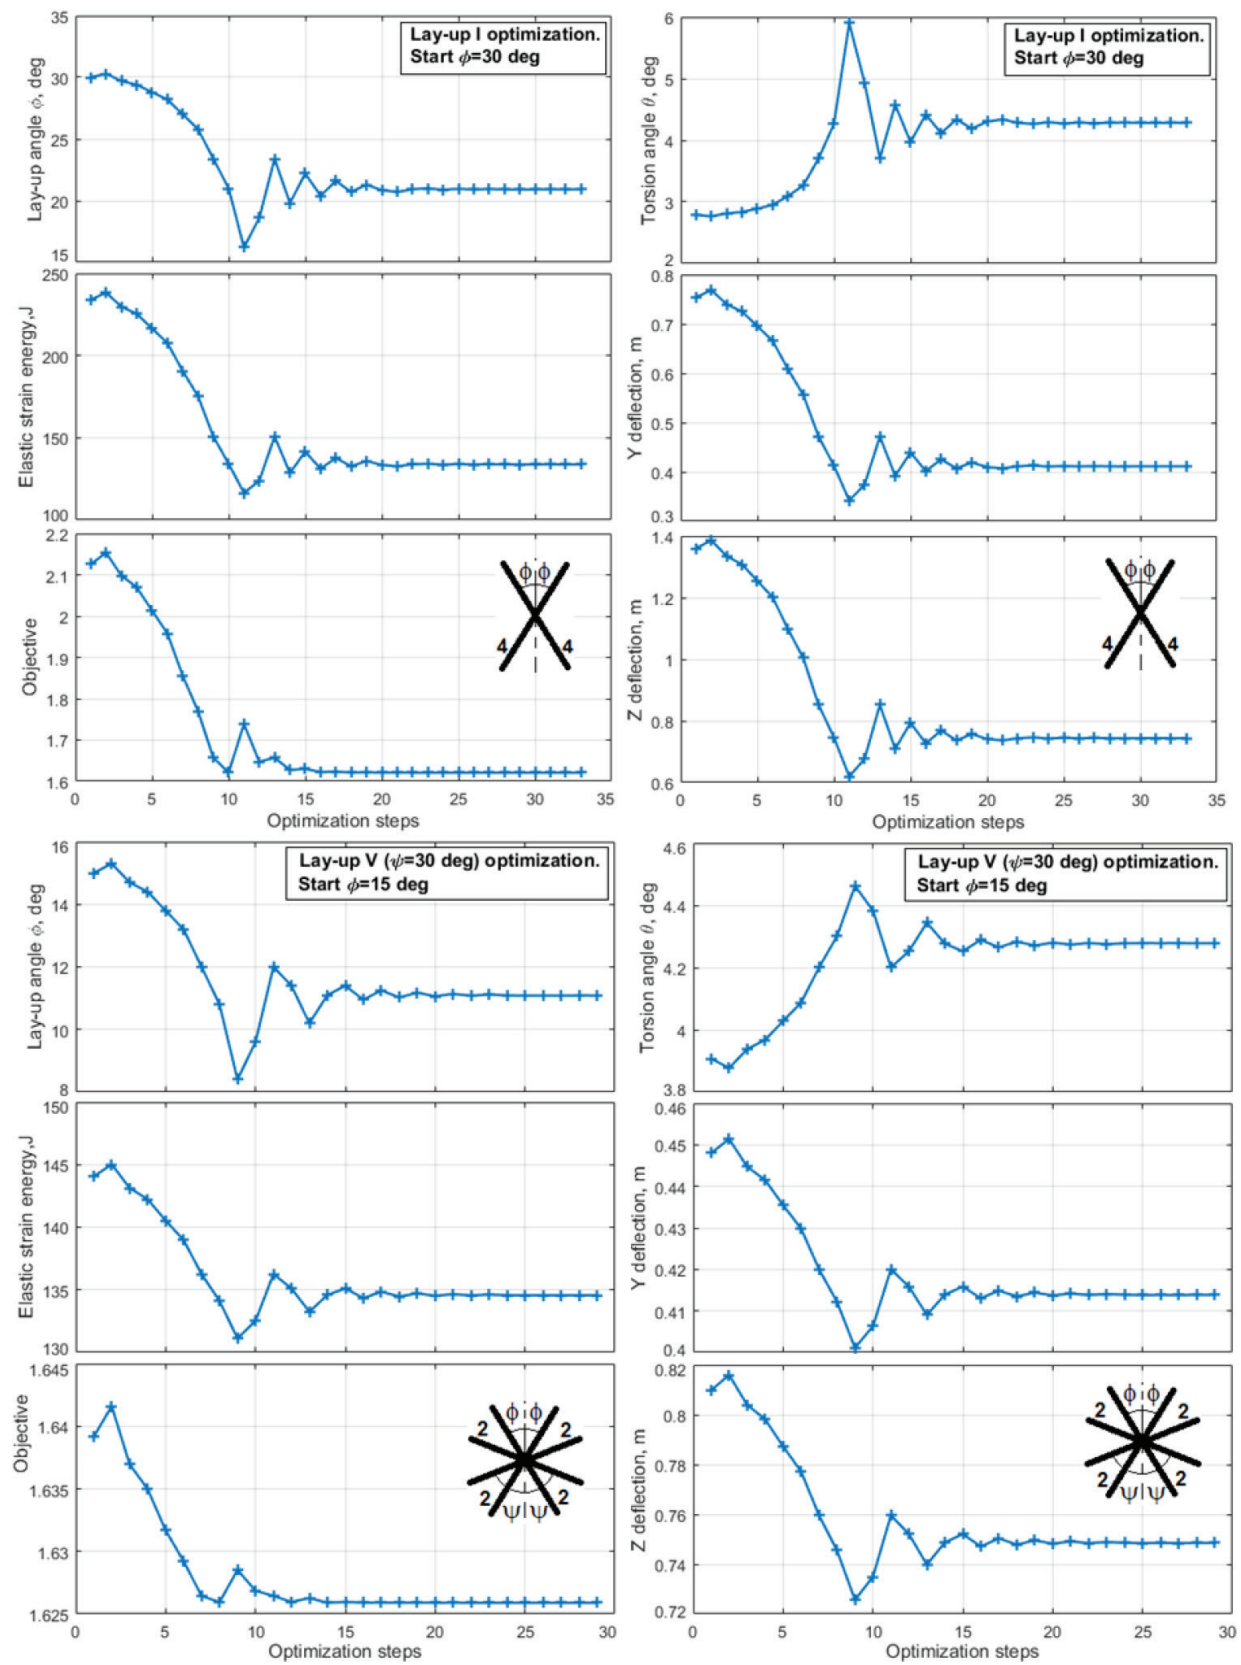 Lay-up I optimization.
Start ϕ=30 deg
Lay-up angle ϕ, deg
35
30
25
20
15
Lay-up I optimization.
Start ϕ=30 deg
Torsion angle θ, deg
6
5
4
3
2
Elastic strain energy,J
250
200
150
100
Y deflection, m
0.8
0.7
0.6
0.5
0.4
0.3
Objective
2.2
2.1
2
1.9
1.8
1.7
1.6
ϕ ϕ
4 4
0 5 10 15 20 25 30 35
Optimization steps
Z deflection, m
1.4
1.2
1
0.8
0.6
ϕ ϕ
4 4
0 5 10 15 20 25 30 35
Optimization steps
Lay-up V (ψ=30 deg) optimization.
Start ϕ=15 deg
Lay-up angle ϕ, deg
16
14
12
10
8
Lay-up V (ψ=30 deg) optimization.
Start ϕ=15 deg
Torsion angle θ, deg
4.6
4.4
4.2
4
3.8
Elastic strain energy,J
150
145
140
135
130
Y deflection, m
0.46
0.45
0.44
0.43
0.42
0.41
0.4
Objective
1.645
1.64
1.635
1.63
1.625
ϕ ϕ
2 2
2 2
ψ ψ
0 5 10 15 20 25 30
Optimization steps
Z deflection, m
0.82
0.8
0.78
0.76
0.74
0.72
ϕ ϕ
2 2
2 2
ψ ψ
0 5 10 15 20 25 30
Optimization steps